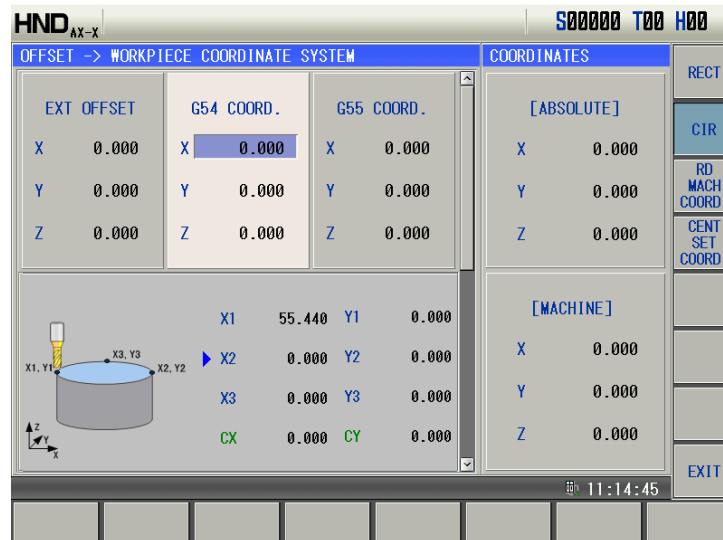 HND AX-X S00000 T00 H00
OFFSET -> WORKPIECE COORDINATE SYSTEM COORDINATES
EXT OFFSET G54 COORD. G55 COORD. [ABSOLUTE]
X 0.000 X 0.000 X 0.000 X 0.000
Y 0.000 Y 0.000 Y 0.000 Y 0.000
Z 0.000 Z 0.000 Z 0.000 Z 0.000
X1 55.440 Y1 0.000
X2 0.000 Y2 0.000
X3 0.000 Y3 0.000
CX 0.000 CY 0.000
X1, Y1
X3, Y3
X2, Y2
Z
Y
X
[MACHINE]
X 0.000
Y 0.000
Z 0.000
11:14:45
RECT
CIR
RD
MACH
COORD
CENT
SET
COORD
EXIT